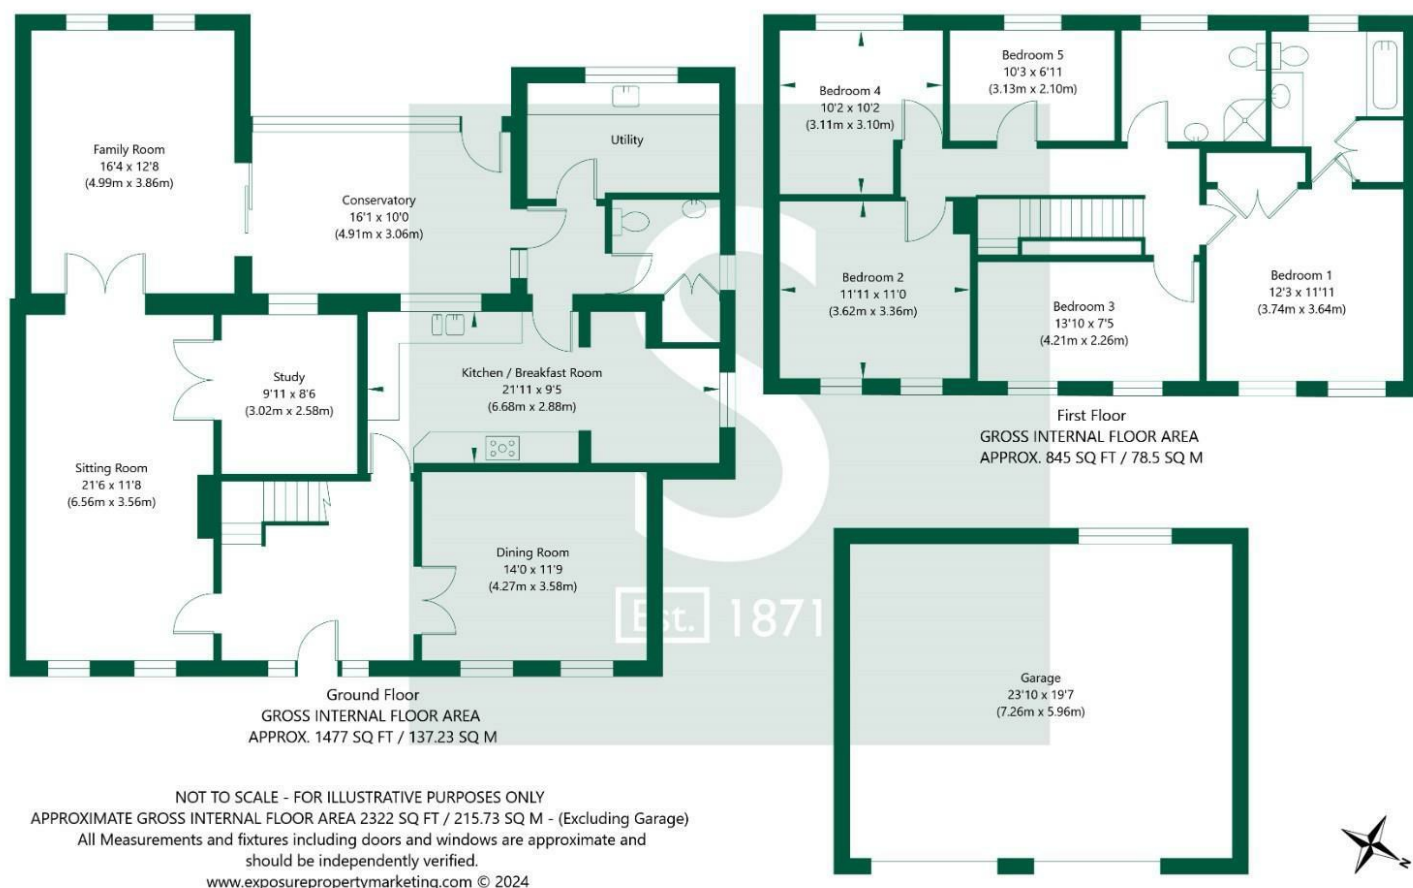 Family Room
16'4 x 12'8
(4.99m x 3.86m)
Conservatory
16'1 x 10'0
(4.91m x 3.06m)
Utility
Study
9'11 x 8'6
(3.02m x 2.58m)
Kitchen / Breakfast Room
21'11 x 9'5
(6.68m x 2.88m)
Sitting Room
21'6 x 11'8
(6.56m x 3.56m)
Dining Room
14'0 x 11'9
(4.27m x 3.58m)
Ground Floor
GROSS INTERNAL FLOOR AREA
APPROX. 1477 SQ FT / 137.23 SQ M
Bedroom 4
10'2 x 10'2
(3.11m x 3.10m)
Bedroom 5
10'3 x 6'11
(3.13m x 2.10m)
Bedroom 2
11'11 x 11'0
(3.62m x 3.36m)
Bedroom 3
13'10 x 7'5
(4.21m x 2.26m)
Bedroom 1
12'3 x 11'11
(3.74m x 3.64m)
First Floor
GROSS INTERNAL FLOOR AREA
APPROX. 845 SQ FT / 78.5 SQ M
S
Est. 1871
Garage
23'10 x 19'7
(7.26m x 5.96m)
NOT TO SCALE - FOR ILLUSTRATIVE PURPOSES ONLY
APPROXIMATE GROSS INTERNAL FLOOR AREA 2322 SQ FT / 215.73 SQ M - (Excluding Garage)
All Measurements and fixtures including doors and windows are approximate and
should be independently verified.
www.exposurepropertymarketing.com © 2024
N